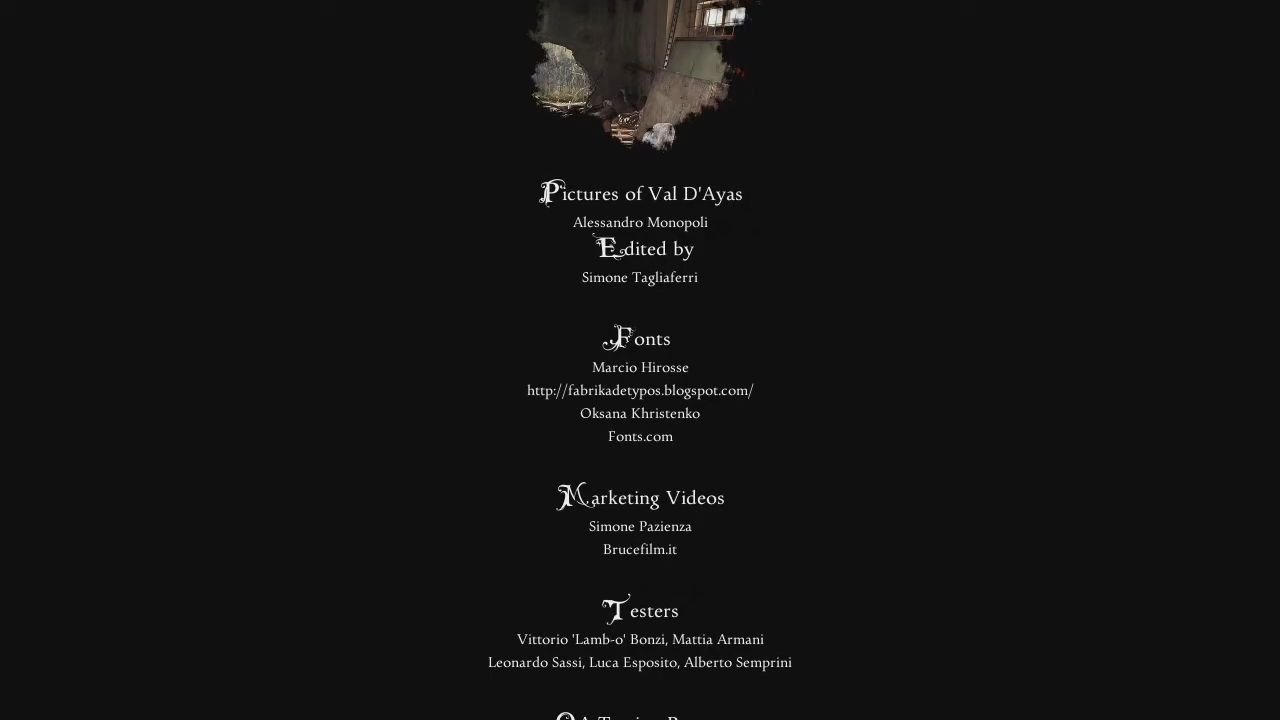 Pictures of Val D'Ayas
Alessandro Monopoli
Edited by
Simone Tagliaferri
Fonts
Marcio Hirosse
http://fabrikadetypos.blogspot.com/
Oksana Khristenko
Fonts.com
Marketing Videos
Simone Pazienza
Brucefilm.it
Testers
Vittorio 'Lamb-o' Bonzi, Mattia Armani
Leonardo Sassi, Luca Esposito, Alberto Semprini